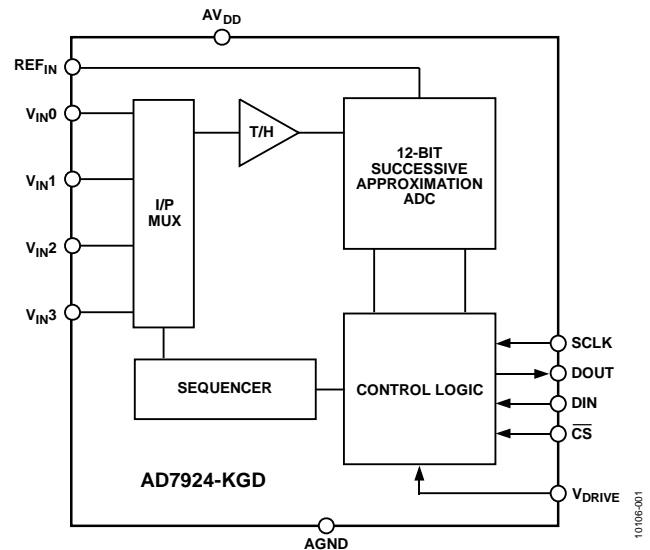 AVDD
REFIN
VIN0
VIN1
VIN2
VIN3
I/P
MUX
T/H
12-BIT
SUCCESSIVE
APPROXIMATION
ADC
SEQUENCER
CONTROL LOGIC
SCLK
DOUT
DIN
CS
VDRIVE
AD7924-KGD
AGND
10106-001